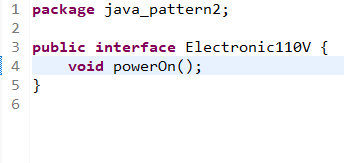 1 package java_pattern2;
2
3 public interface Electronic110V {
4     void powerOn();
5 }
6